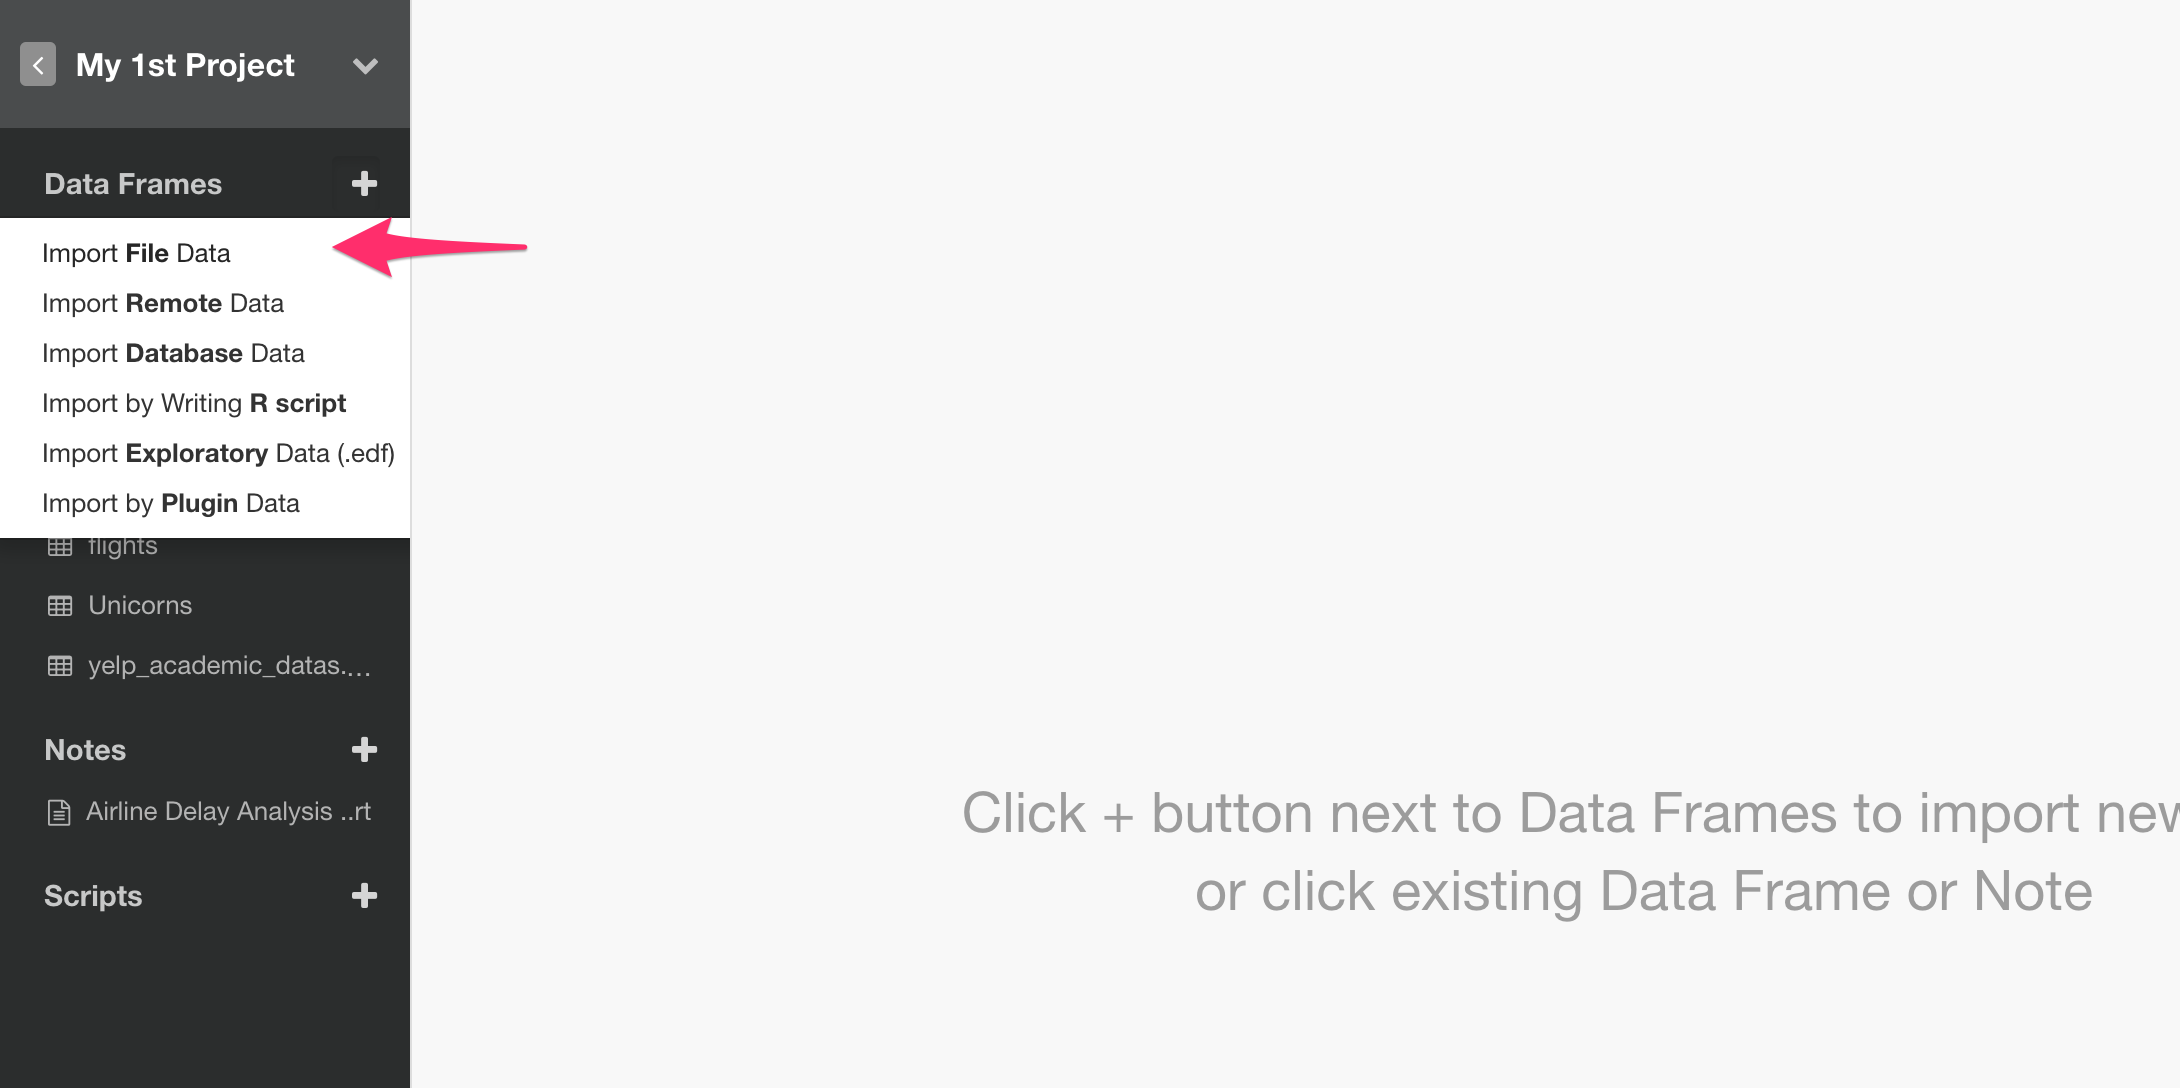 My 1st Project
Data Frames
Import File Data
Import Remote Data
Import Database Data
Import by Writing R script
Import Exploratory Data (.edf)
Import by Plugin Data
flights
Unicorns
yelp_academic_datas....
Notes
Airline Delay Analysis ..rt
Scripts
Click + button next to Data Frames to import new
or click existing Data Frame or Note